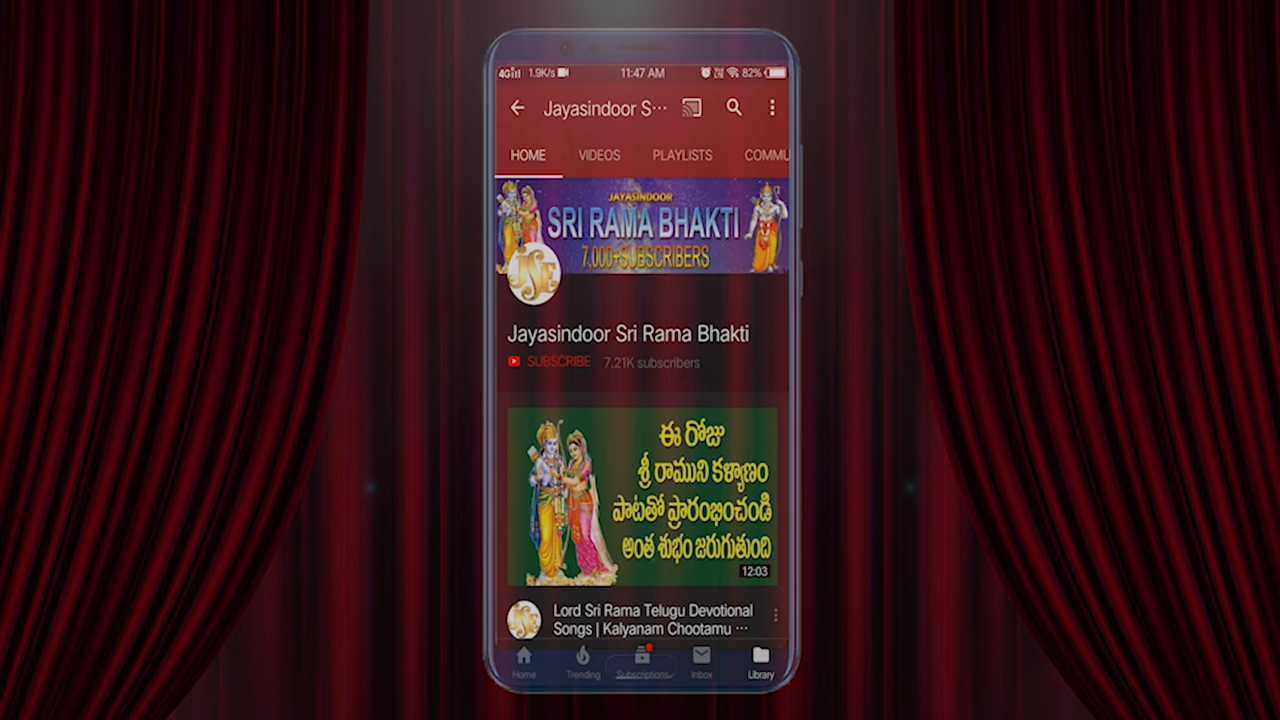 4G 1.9K/s 11:47 AM 82%
Jayasindoor S···
HOME VIDEOS PLAYLISTS COMMU
JAYASINDOOR
SRI RAMA BHAKTI
7,000+SUBSCRIBERS
JSE
Jayasindoor Sri Rama Bhakti
SUBSCRIBE 7.21K subscribers
ఈ రోజు
శ్రీ రాముని కళ్యాణం
పాటతో ప్రారంభించండి
అంత శుభం జరుగుతుంది
12:03
JSE
Lord Sri Rama Telugu Devotional
Songs | Kalyanam Chootamu ···
Home Trending Subscriptions Inbox Library